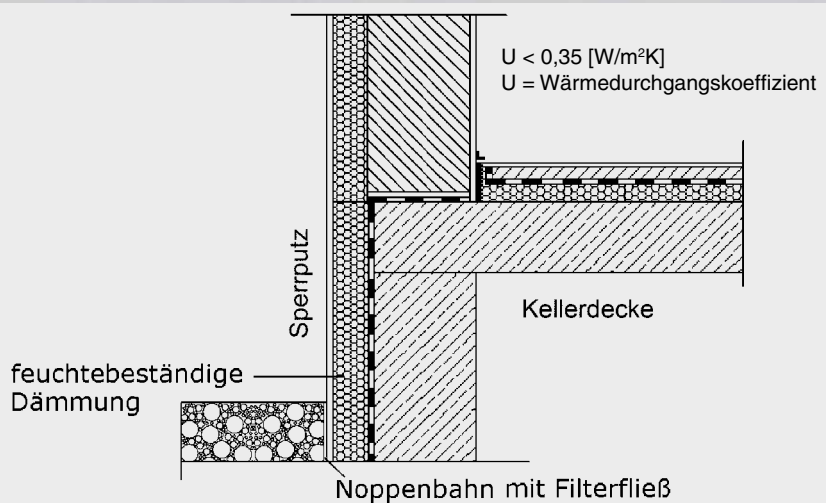 U < 0,35 [W/m²K]
U = Wärmedurchgangskoeffizient
Sperrputz
Kellerdecke
feuchtebeständige
Dämmung
Noppenbahn mit Filterfließ